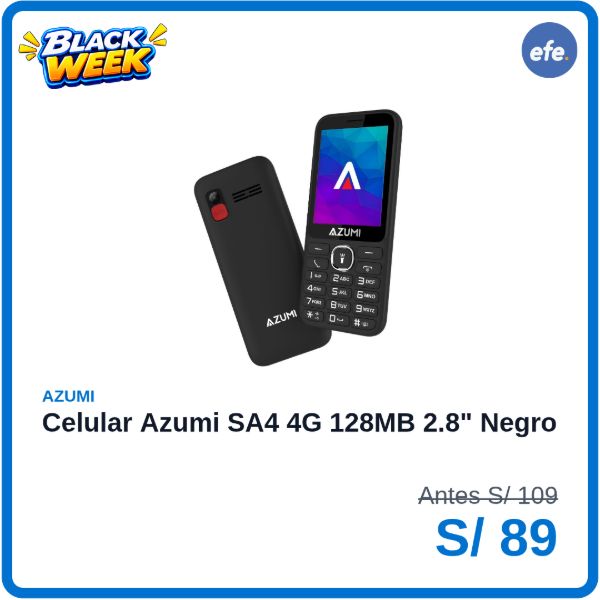 BLACK
WEEK
efe.
AZUMI
AZUMI
AZUMI
Celular Azumi SA4 4G 128MB 2.8" Negro
Antes S/ 109
S/ 89